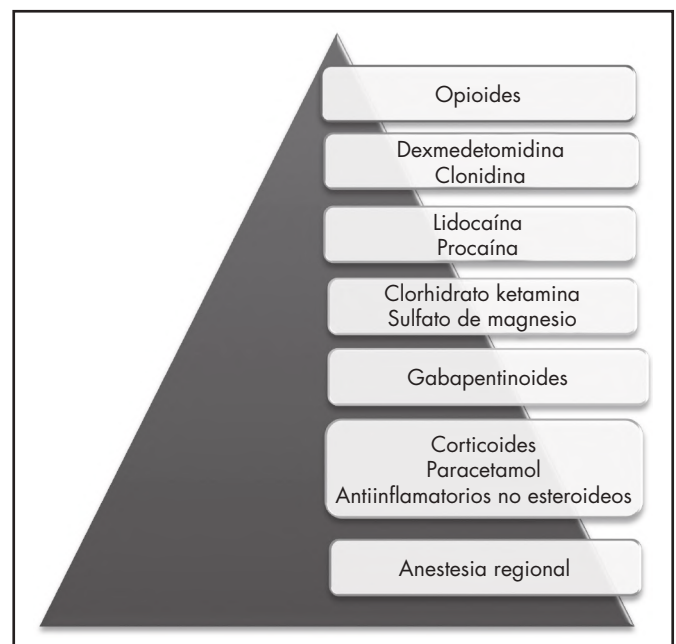 Opioides
Dexmedetomidina
Clonidina
Lidocaína
Procaína
Clorhidrato ketamina
Sulfato de magnesio
Gabapentinoides
Corticoides
Paracetamol
Antiinflamatorios no esteroideos
Anestesia regional